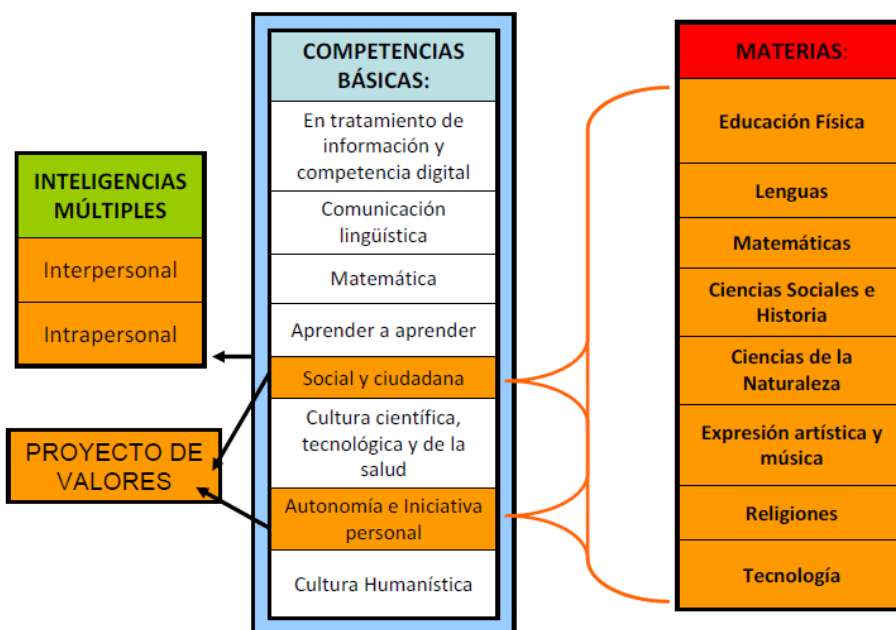 INTELIGENCIAS
MÚLTIPLES
Interpersonal
Intrapersonal
PROYECTO DE
VALORES
COMPETENCIAS
BÁSICAS:
En tratamiento de
información y
competencia digital
Comunicación
lingüística
Matemática
Aprender a aprender
Social y ciudadana
Cultura científica,
tecnológica y de la
salud
Autonomía e Iniciativa
personal
Cultura Humanística
MATERIAS:
Educación Física
Lenguas
Matemáticas
Ciencias Sociales e
Historia
Ciencias de la
Naturaleza
Expresión artística y
música
Religiones
Tecnología